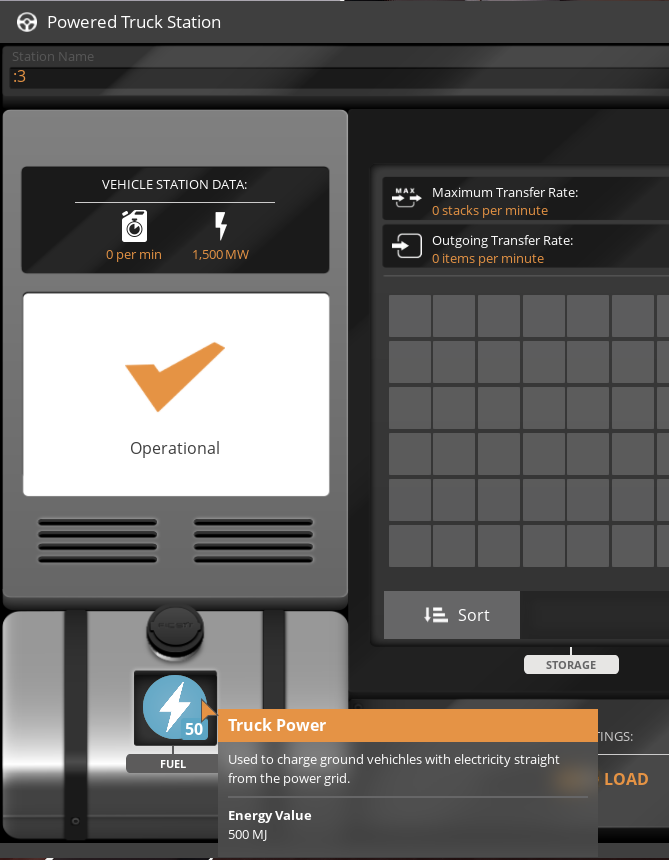 Powered Truck Station
Station Name
:3
VEHICLE STATION DATA:
0 per min
1,500 MW
MAX
Maximum Transfer Rate:
0 stacks per minute
Outgoing Transfer Rate:
0 items per minute
Operational
Sort
STORAGE
FICSIT
50
FUEL
Truck Power
Used to charge ground vehichles with electricity straight
from the power grid.
Energy Value
500 MJ
TINGS:
LOAD